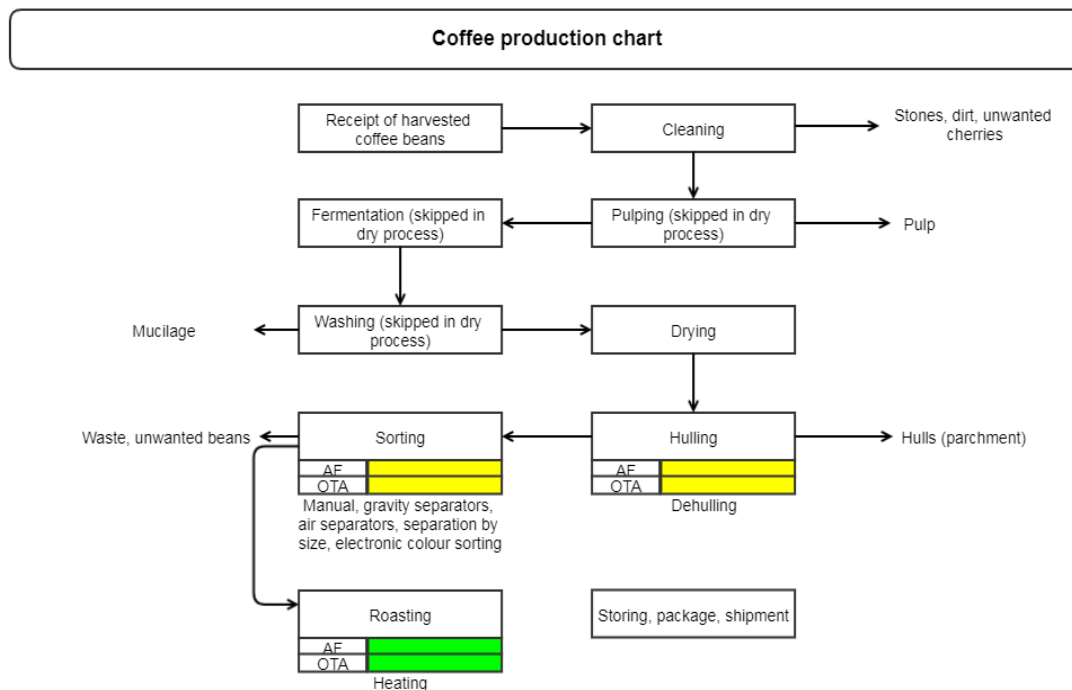 Coffee production chart
Receipt of harvested
coffee beans
Cleaning
Stones, dirt, unwanted
cherries
Fermentation (skipped in
dry process)
Pulping (skipped in dry
process)
Pulp
Mucilage
Washing (skipped in dry
process)
Drying
Waste, unwanted beans
Sorting
Hulling
Hulls (parchment)
AF
OTA
AF
OTA
Manual, gravity separators,
air separators, separation by
size, electronic colour sorting
Dehulling
Roasting
Storing, package, shipment
AF
OTA
Heating